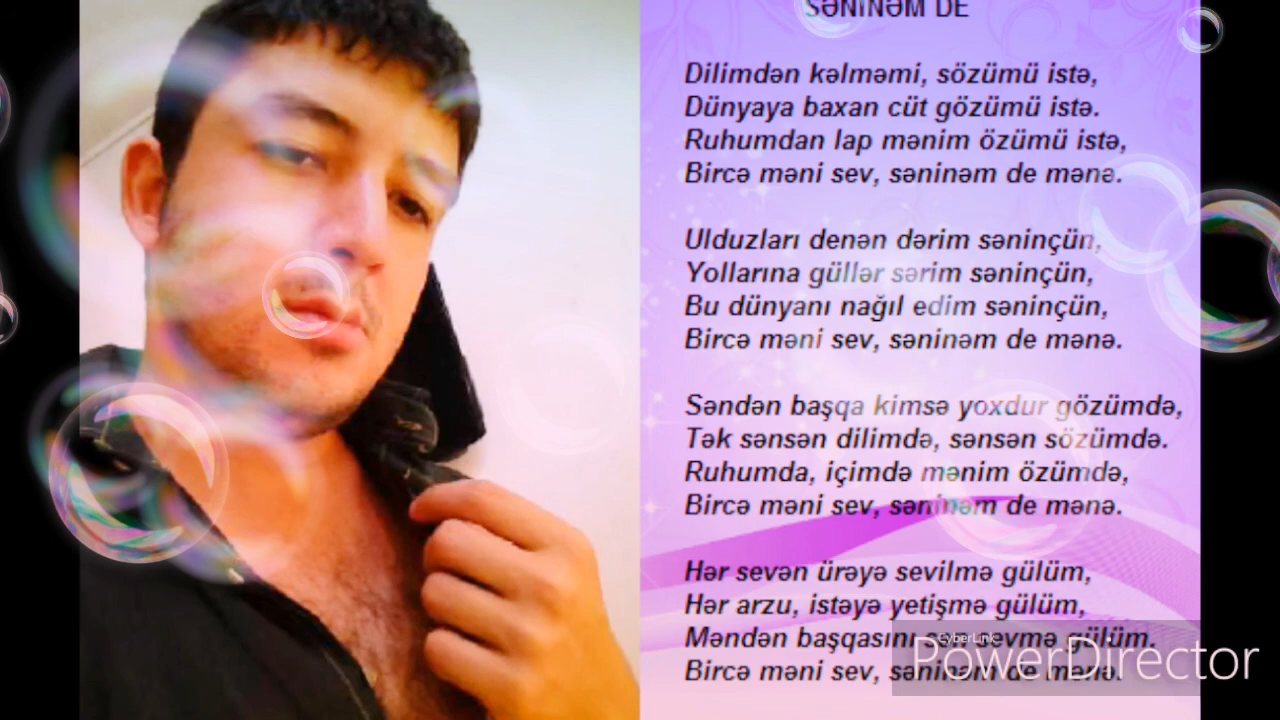 SƏNİNƏM DE
Dilimdən kəlməmi, sözümü istə,
Dünyaya baxan cüt gözümü istə.
Ruhumdan lap mənim özümü istə,
Bircə məni sev, səninəm de mənə.
Ulduzları denən dərim səninçün,
Yollarına güllər sərim səninçün,
Bu dünyanı nağıl edim səninçün,
Bircə məni sev, səninəm de mənə.
Səndən başqa kimsə yoxdur gözümdə,
Tək sənsən dilimdə, sənsən sözümdə.
Ruhumda, içimdə mənim özümdə,
Bircə məni sev, səninəm de mənə.
Hər sevən ürəyə sevilmə gülüm,
Hər arzu, istəyə yetişmə gülüm,
Məndən başqasını sən sevmə gülüm.
Bircə məni sev, səninəm de mənə.
CyberLink
PowerDirector